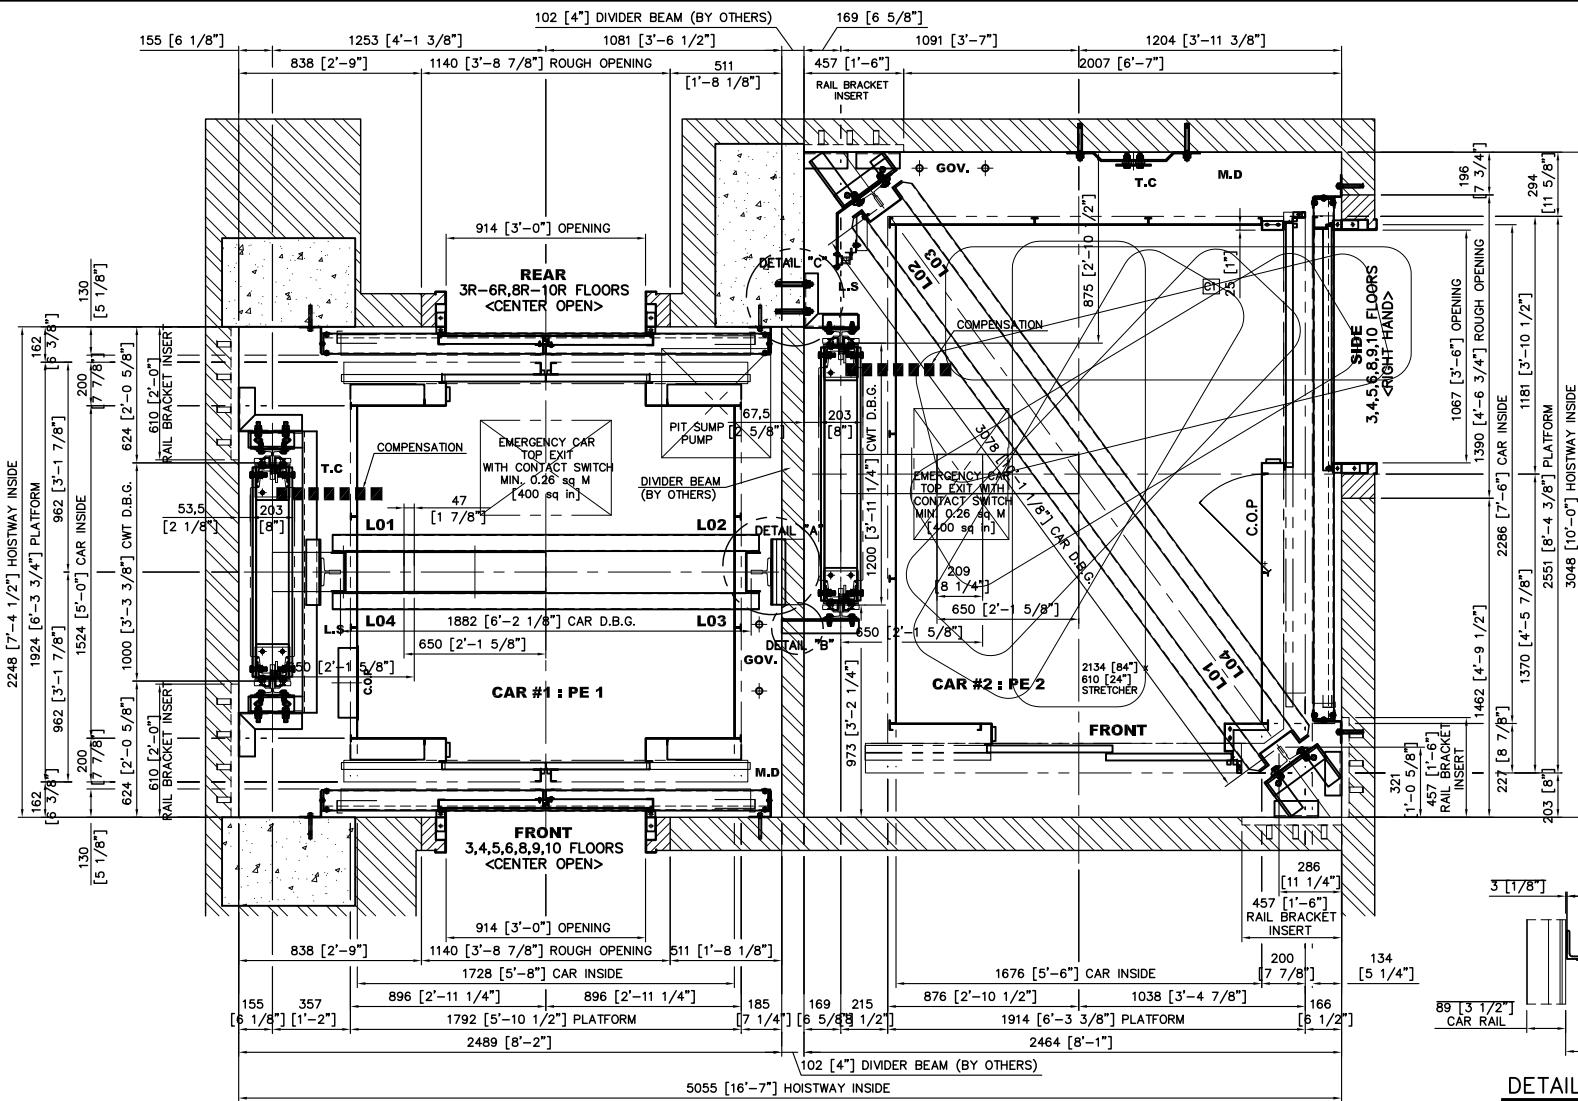 102 [4"] DIVIDER BEAM (BY OTHERS)
169 [6 5/8"]
155 [6 1/8"]
1253 [4'-1 3/8"]
1081 [3'-6 1/2"]
1091 [3'-7"]
1204 [3'-11 3/8"]
838 [2'-9"]
1140 [3'-8 7/8"] ROUGH OPENING
511
[1'-8 1/8"]
457 [1'-6"]
2007 [6'-7"]
RAIL BRACKET
INSERT
GOV.
T.C
M.D
196
[7 3/4"]
294
[11 5/8"]
914 [3'-0"] OPENING
REAR
3R-6R,8R-10R FLOORS
<CENTER OPEN>
DETAIL "C"
L.S
L02
L03
875 [2'-10 1/2"]
C1
25 [1"]
COMPENSATION
SIDE
3,4,5,6,8,9,10 FLOORS
<RIGHT HAND>
1067 [3'-6"] OPENING
1390 [4'-6 3/4"] ROUGH OPENING
1181 [3'-10 1/2"]
130
[5 1/8"]
162
[6 3/8"]
200
[7 7/8"]
624 [2'-0 5/8"]
610 [2'-0"]
RAIL BRACKET INSERT
2248 [7'-4 1/2"] HOISTWAY INSIDE
1924 [6'-3 3/4"] PLATFORM
962 [3'-1 7/8"]
1524 [5'-0"] CAR INSIDE
1000 [3'-3 3/8"] CWT D.B.G.
53,5
[2 1/8"]
203
[8"]
T.C
COMPENSATION
EMERGENCY CAR
TOP EXIT
WITH CONTACT SWITCH
MIN. 0.26 sq M
[400 sq in]
PIT SUMP
PUMP
67,5
[2 5/8"]
203
[8"]
DIVIDER BEAM
(BY OTHERS)
47
[1 7/8"]
L01
L02
DETAIL "A"
1200 [3'-11 1/4"] CWT D.B.G.
EMERGENCY CAR
TOP EXIT WITH
CONTACT SWITCH
MIN. 0.26 sq M
[400 sq in]
3078 [10'-1 1/8"] CAR D.B.G.
C.O.P
2286 [7'-6"] CAR INSIDE
2551 [8'-4 3/8"] PLATFORM
3048 [10'-0"] HOISTWAY INSIDE
209
[8 1/4"]
650 [2'-1 5/8"]
L.S
L04
1882 [6'-2 1/8"] CAR D.B.G.
L03
650 [2'-1 5/8"]
650 [2'-1 5/8"]
C.O.P
GOV.
DETAIL "B"
650 [2'-1 5/8"]
CAR #1 : PE 1
CAR #2 : PE 2
2134 [84"] x
610 [24"]
STRETCHER
L01
L04
FRONT
973 [3'-2 1/4"]
1462 [4'-9 1/2"]
1370 [4'-5 7/8"]
962 [3'-1 7/8"]
624 [2'-0 5/8"]
610 [2'-0"]
RAIL BRACKET INSERT
200
[7 7/8"]
162
[6 3/8"]
130
[5 1/8"]
M.D
321
[1'-0 5/8"]
457 [1'-6"]
RAIL BRACKET
INSERT
227 [8 7/8"]
203 [8"]
FRONT
3,4,5,6,8,9,10 FLOORS
<CENTER OPEN>
286
[11 1/4"]
457 [1'-6"]
RAIL BRACKET
INSERT
3 [1/8"]
914 [3'-0"] OPENING
838 [2'-9"]
1140 [3'-8 7/8"] ROUGH OPENING
511 [1'-8 1/8"]
1728 [5'-8"] CAR INSIDE
1676 [5'-6"] CAR INSIDE
200
[7 7/8"]
134
[5 1/4"]
155
[6 1/8"]
357
[1'-2"]
896 [2'-11 1/4"]
896 [2'-11 1/4"]
185
[7 1/4"]
169
[6 5/8"]
215
[8 1/2"]
876 [2'-10 1/2"]
1038 [3'-4 7/8"]
166
[6 1/2"]
1792 [5'-10 1/2"] PLATFORM
1914 [6'-3 3/8"] PLATFORM
89 [3 1/2"]
CAR RAIL
2489 [8'-2"]
2464 [8'-1"]
102 [4"] DIVIDER BEAM (BY OTHERS)
5055 [16'-7"] HOISTWAY INSIDE
DETAIL